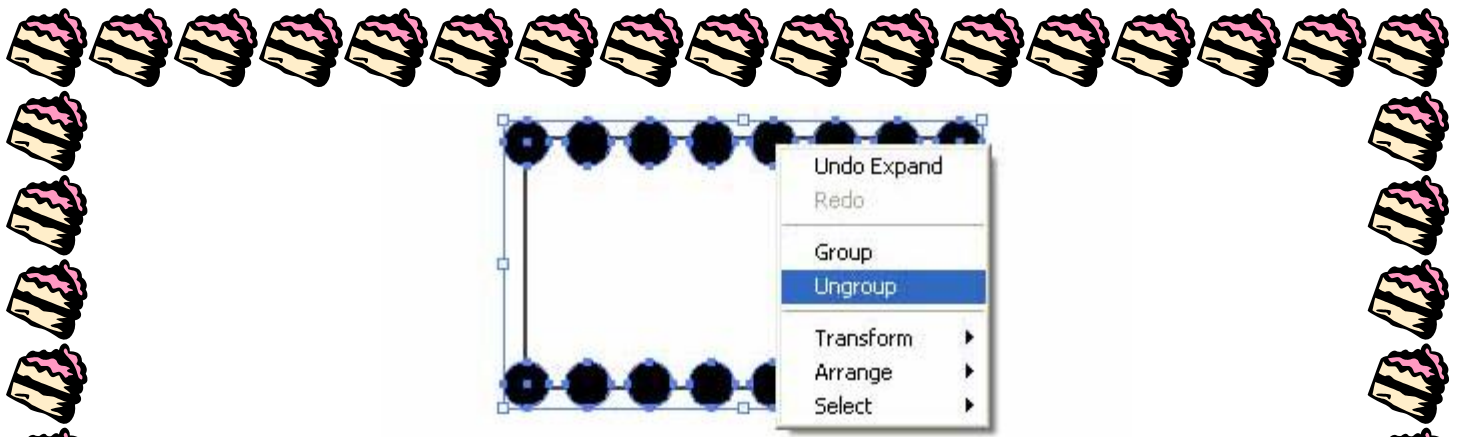 Undo Expand
Redo
Group
Ungroup
Transform
Arrange
Select